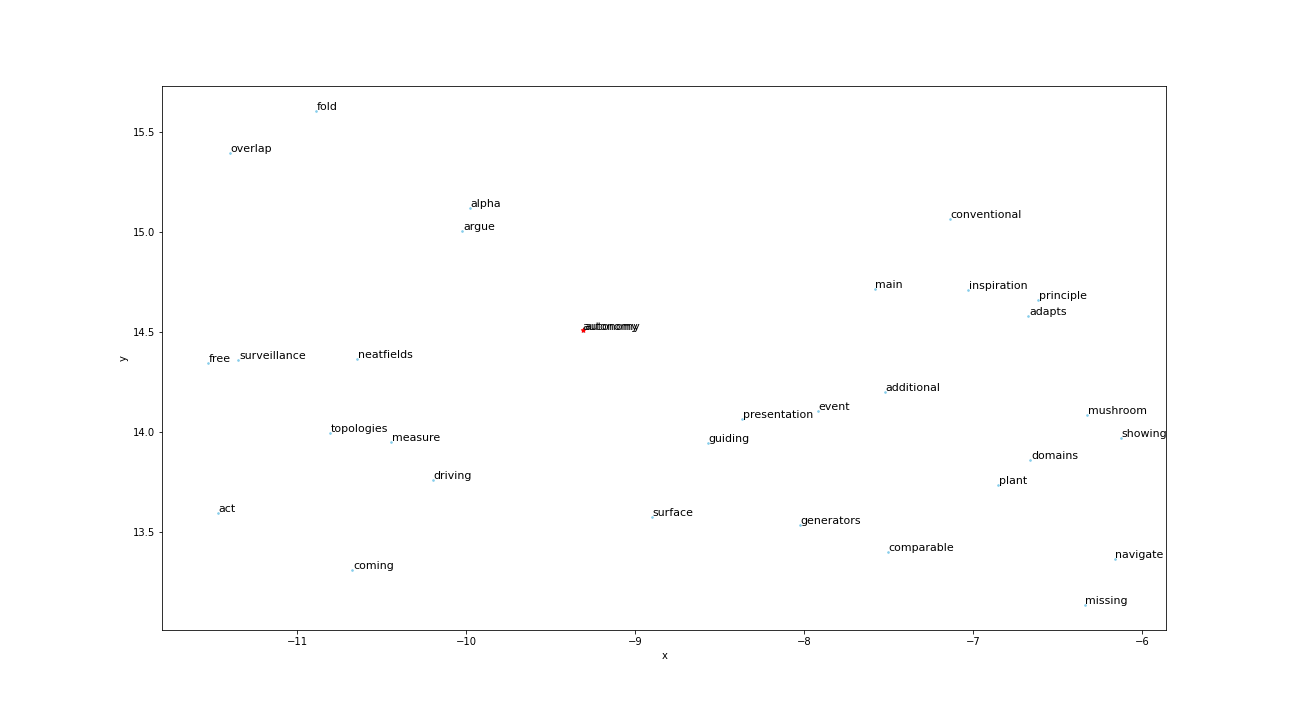 fold
15.5
overlap
alpha
conventional
argue
15.0
main
inspiration
principle
adapts
autonomy
14.5
free
surveillance
neatfields
y
additional
event
mushroom
presentation
topologies
measure
guiding
showing
14.0
domains
driving
plant
act
surface
generators
13.5
comparable
navigate
coming
missing
−11 −10 −9 −8 −7 −6
x